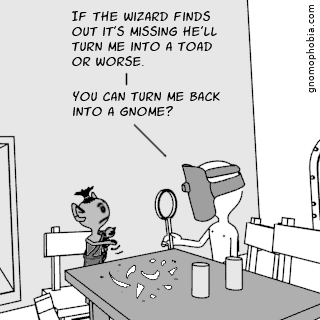 IF THE WIZARD FINDS
OUT IT'S MISSING HE'LL
TURN ME INTO A TOAD
OR WORSE.
YOU CAN TURN ME BACK
INTO A GNOME?
gnomophobia.com